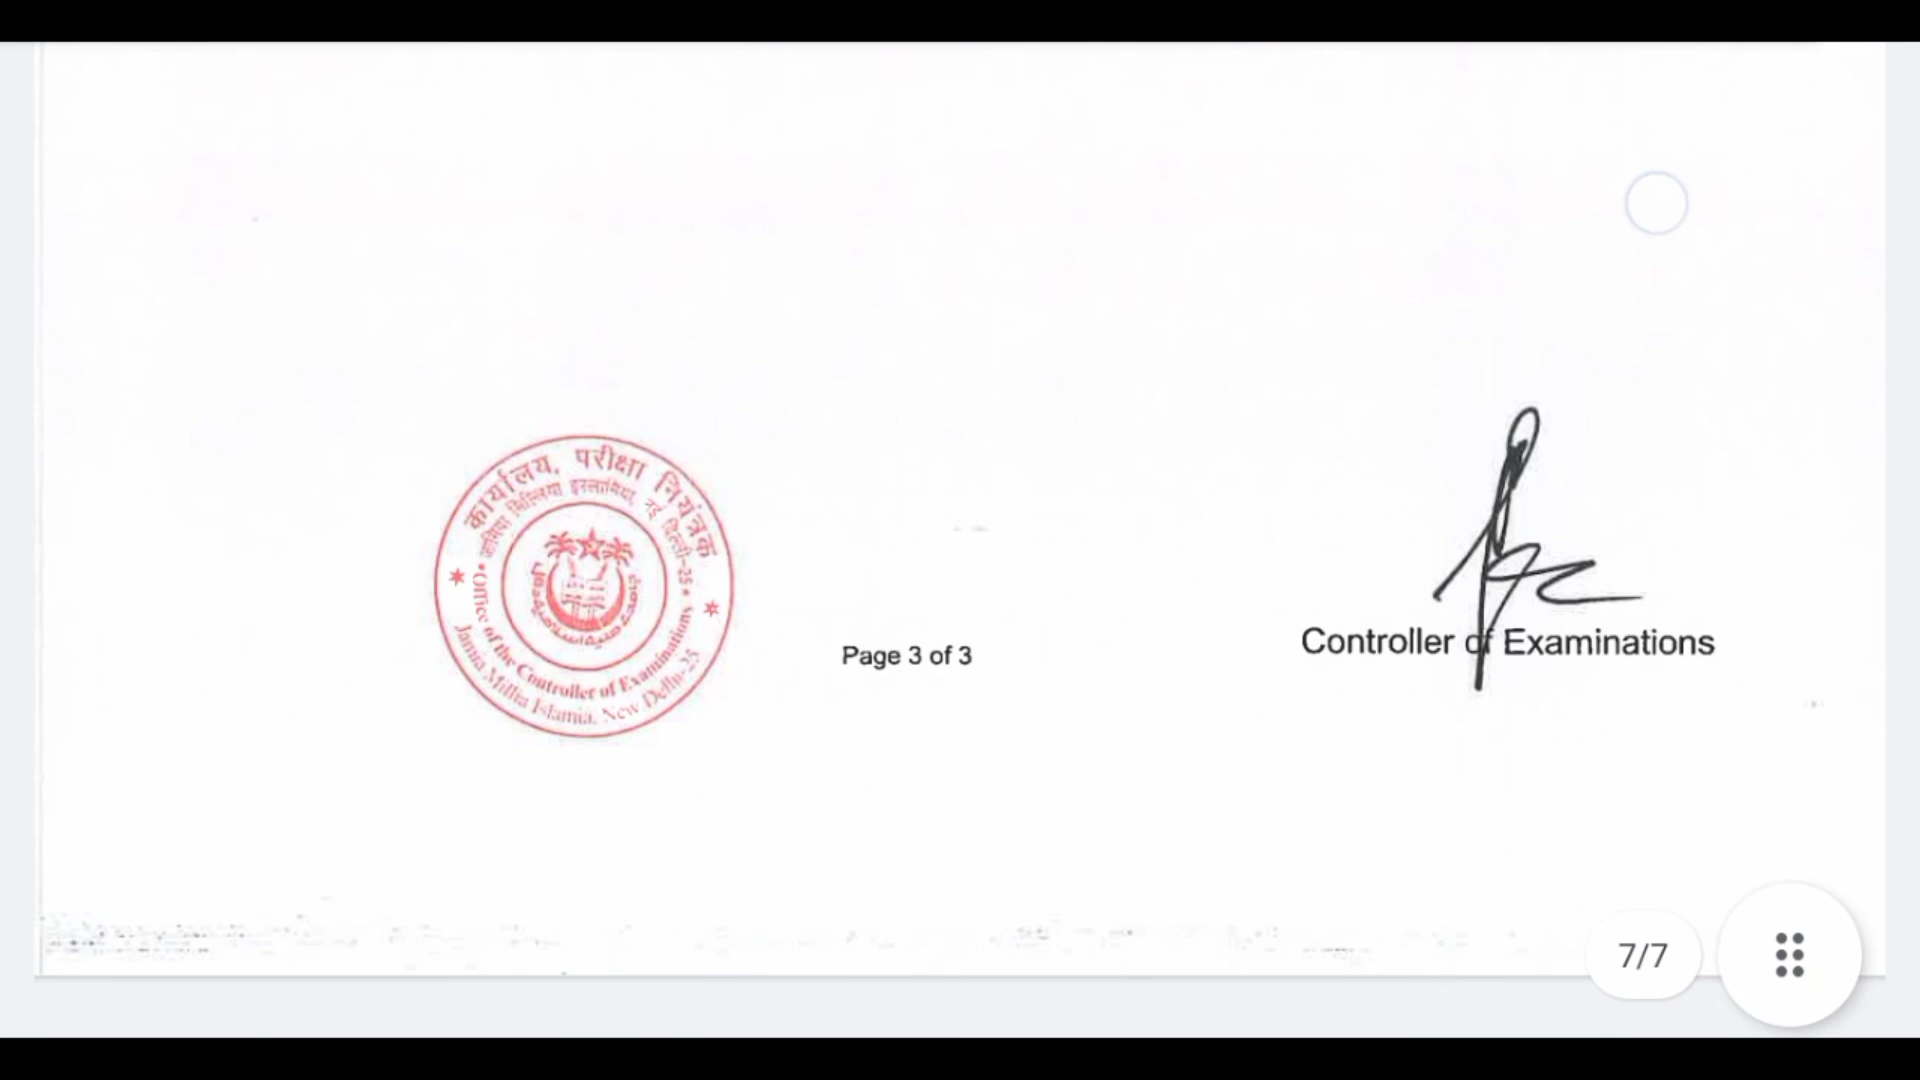 कार्यालय, परीक्षा नियंत्रक
• जामिया मिल्लिया इस्लामिया, नई दिल्ली-25 •
Office of the Controller of Examinations
Jamia Millia Islamia, New Delhi-25
Page 3 of 3
Controller of Examinations
7/7